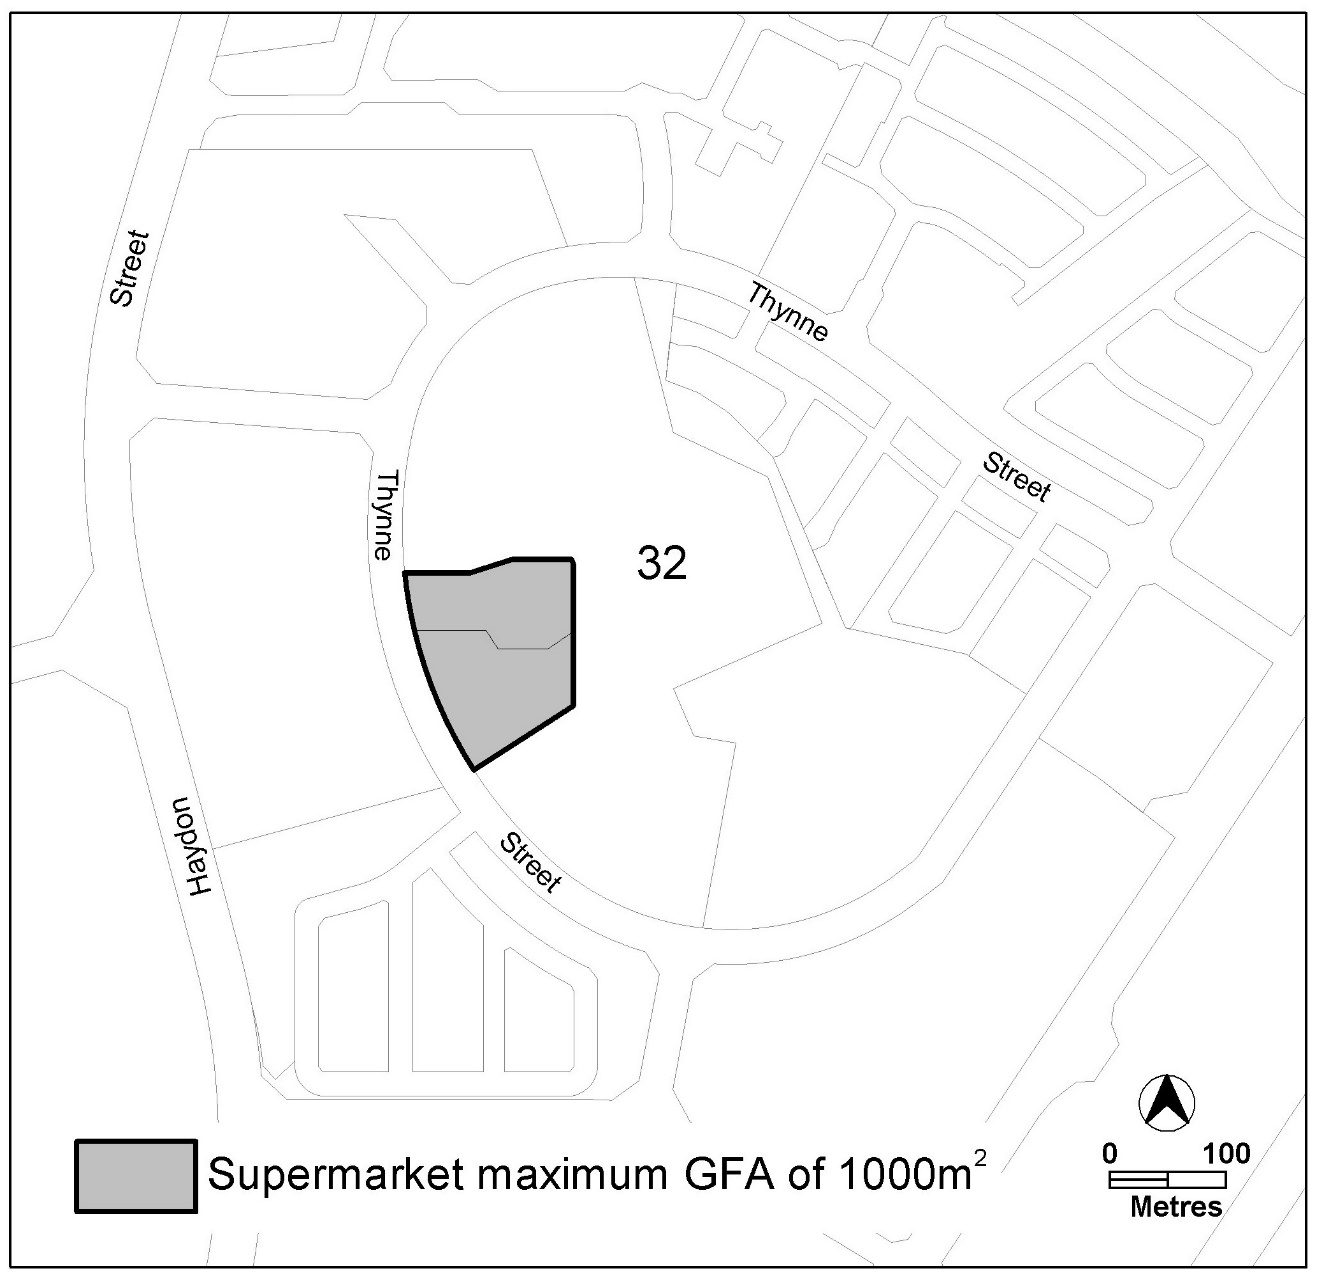 Street
Thynne
Street
Thynne
32
Haydon
Street
Supermarket maximum GFA of 1000m²
0 100
Metres